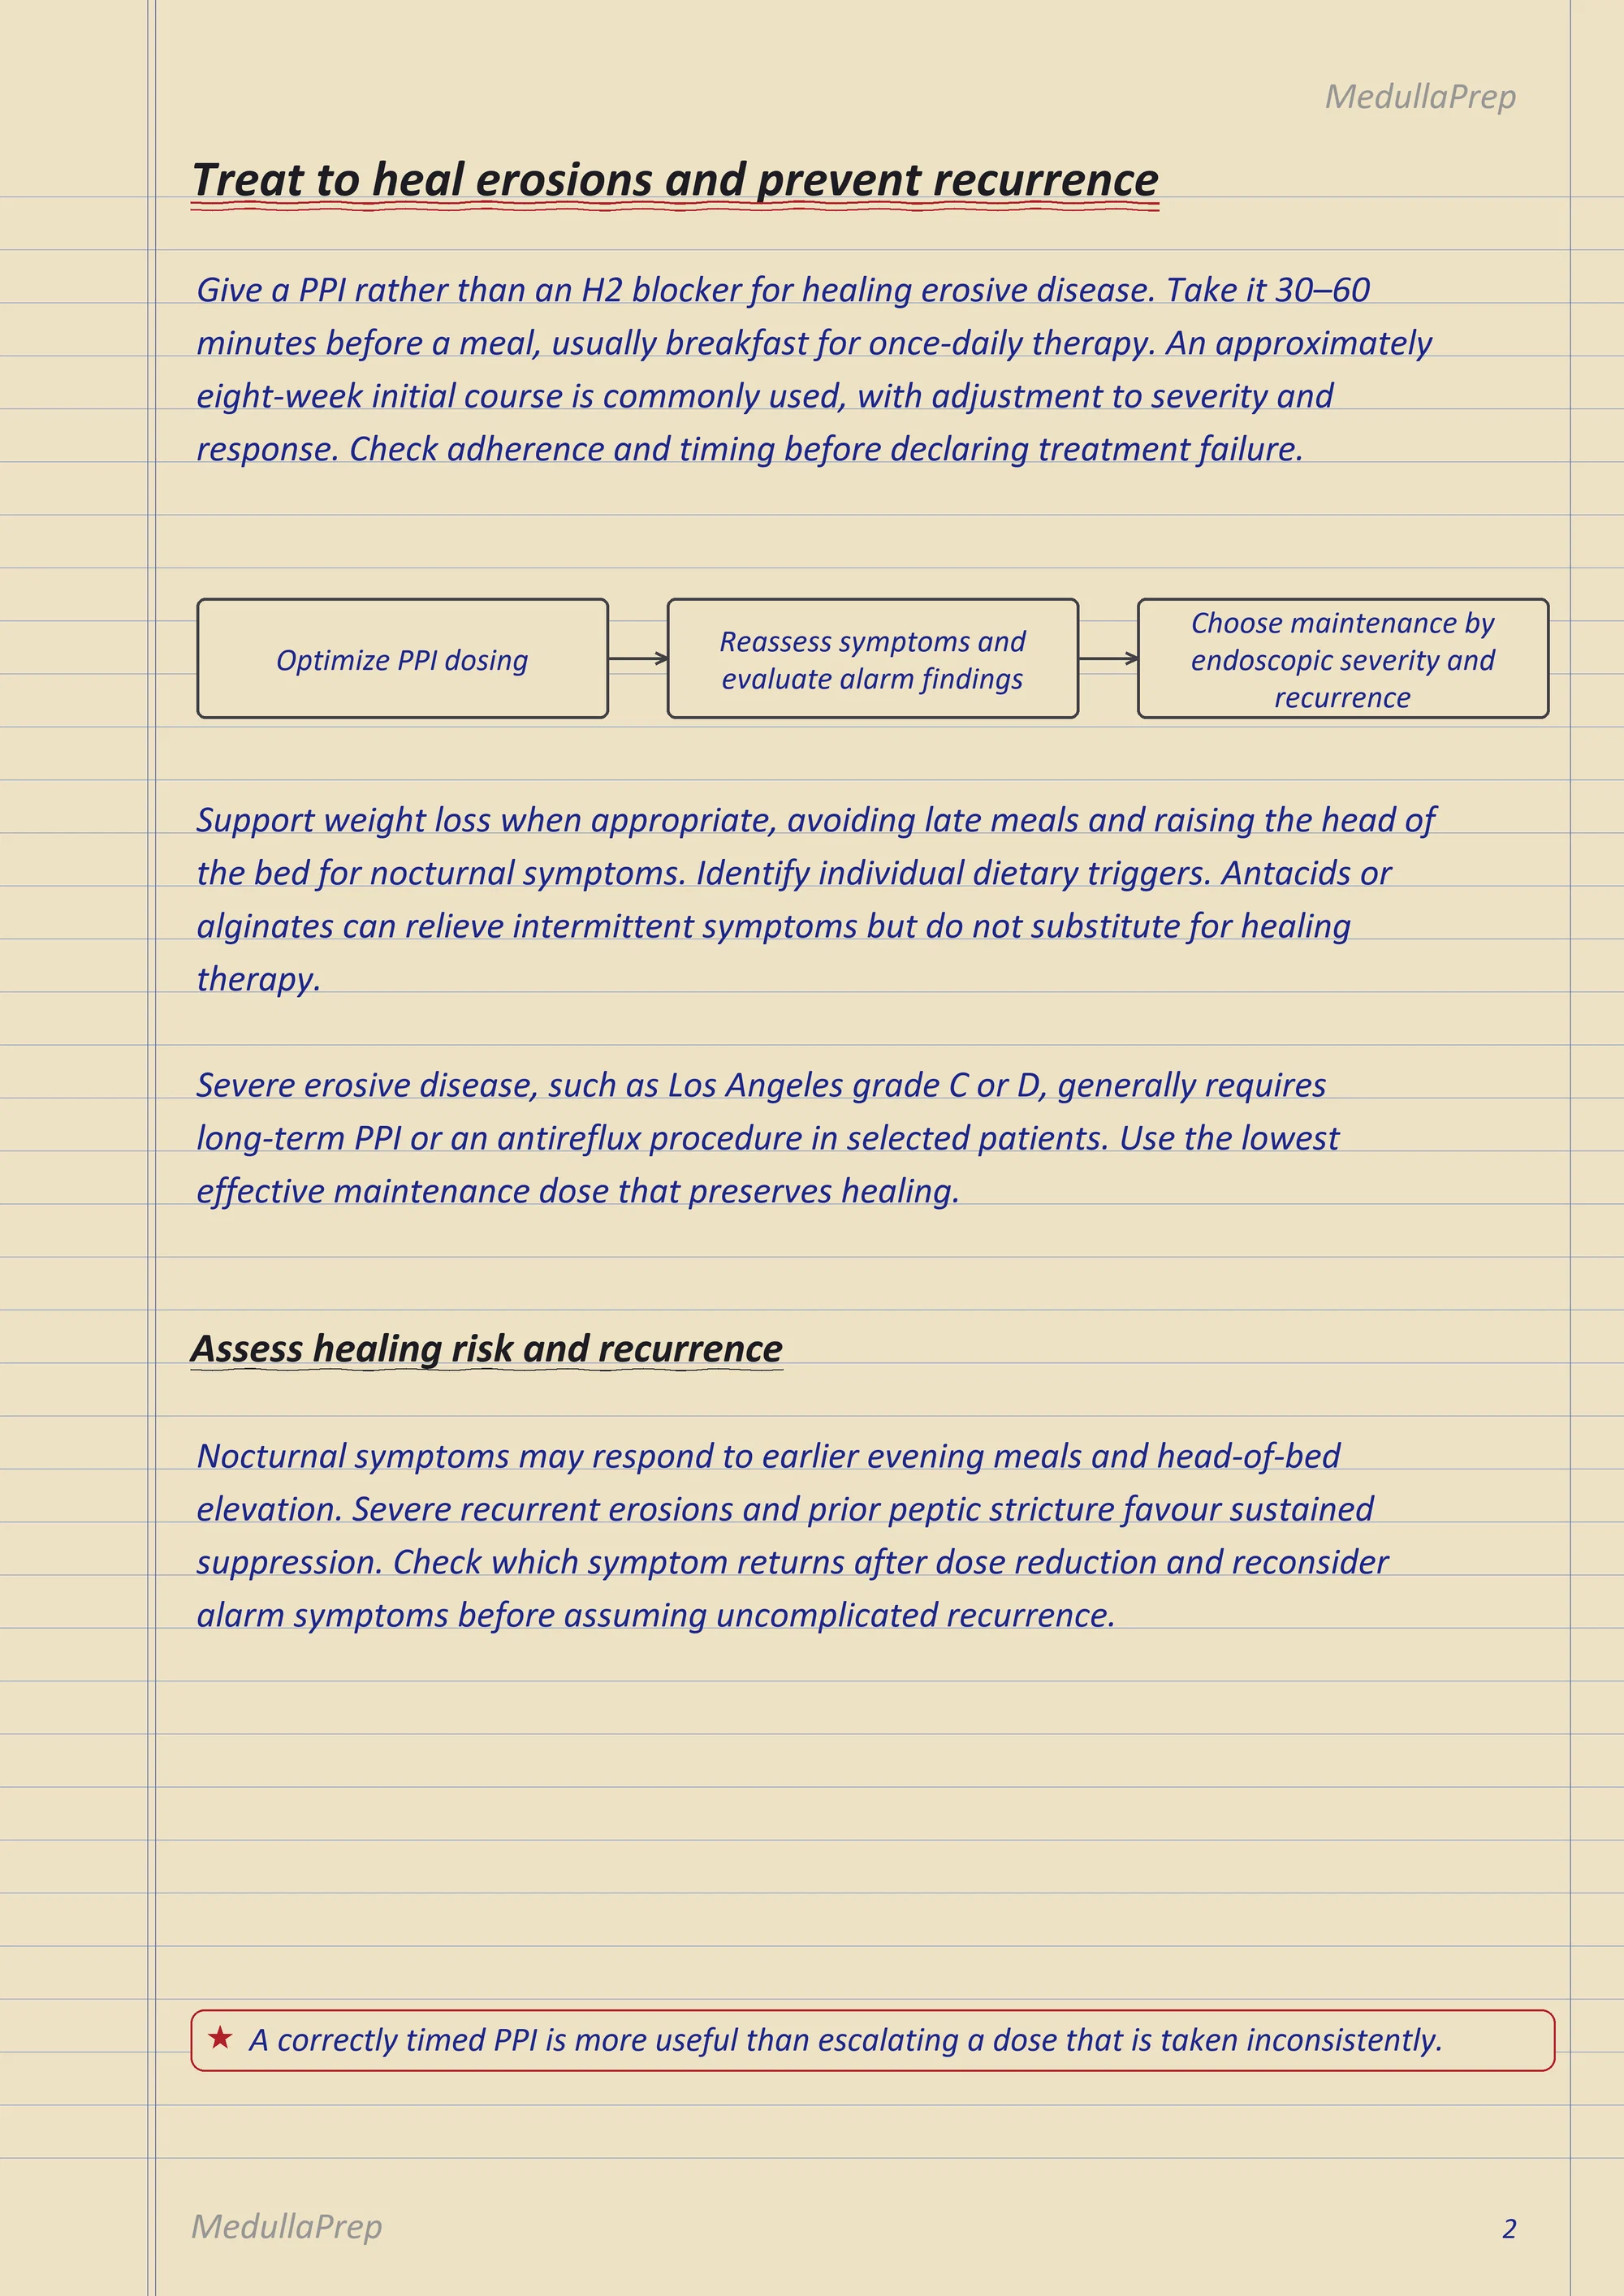 MedullaPrep
Treat to heal erosions and prevent recurrence
Give a PPI rather than an H2 blocker for healing erosive disease. Take it 30–60
minutes before a meal, usually breakfast for once-daily therapy. An approximately
eight-week initial course is commonly used, with adjustment to severity and
response. Check adherence and timing before declaring treatment failure.
Optimize PPI dosing
Reassess symptoms and
evaluate alarm findings
Choose maintenance by
endoscopic severity and
recurrence
Support weight loss when appropriate, avoiding late meals and raising the head of
the bed for nocturnal symptoms. Identify individual dietary triggers. Antacids or
alginates can relieve intermittent symptoms but do not substitute for healing
therapy.
Severe erosive disease, such as Los Angeles grade C or D, generally requires
long-term PPI or an antireflux procedure in selected patients. Use the lowest
effective maintenance dose that preserves healing.
Assess healing risk and recurrence
Nocturnal symptoms may respond to earlier evening meals and head-of-bed
elevation. Severe recurrent erosions and prior peptic stricture favour sustained
suppression. Check which symptom returns after dose reduction and reconsider
alarm symptoms before assuming uncomplicated recurrence.
★ A correctly timed PPI is more useful than escalating a dose that is taken inconsistently.
MedullaPrep
2